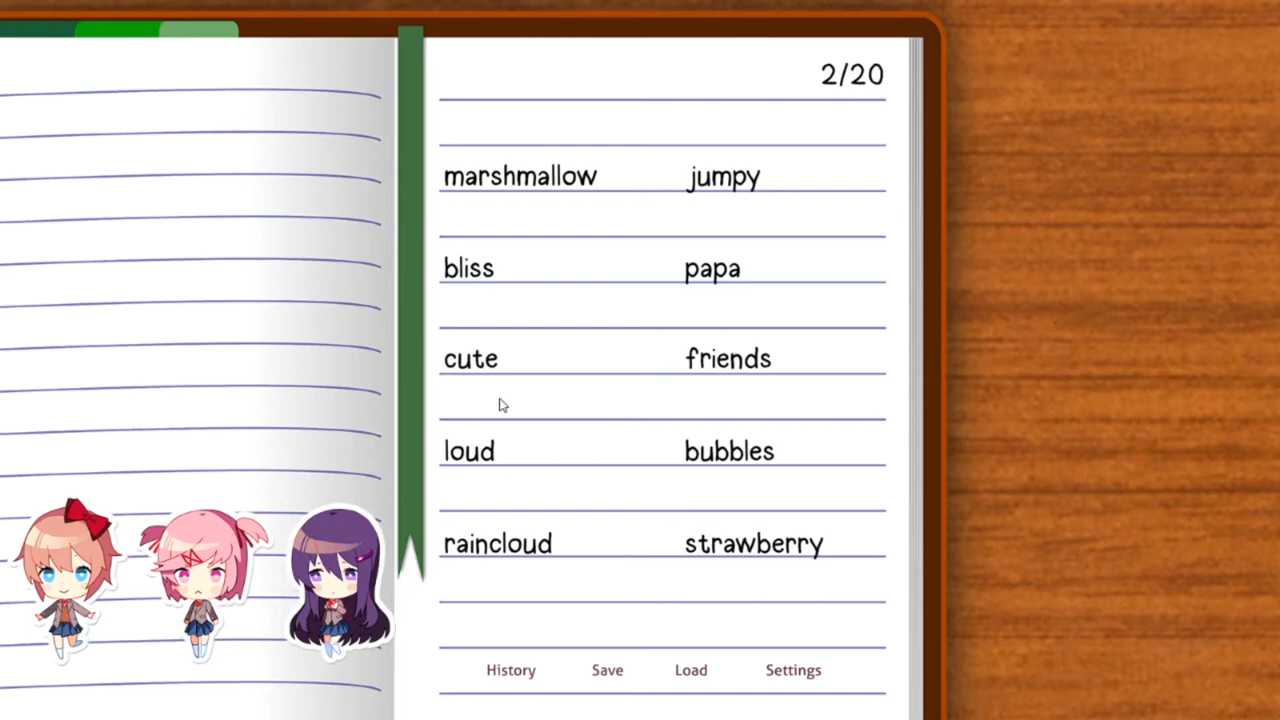 2/20
marshmallow jumpy
bliss papa
cute friends
loud bubbles
raincloud strawberry
History Save Load Settings